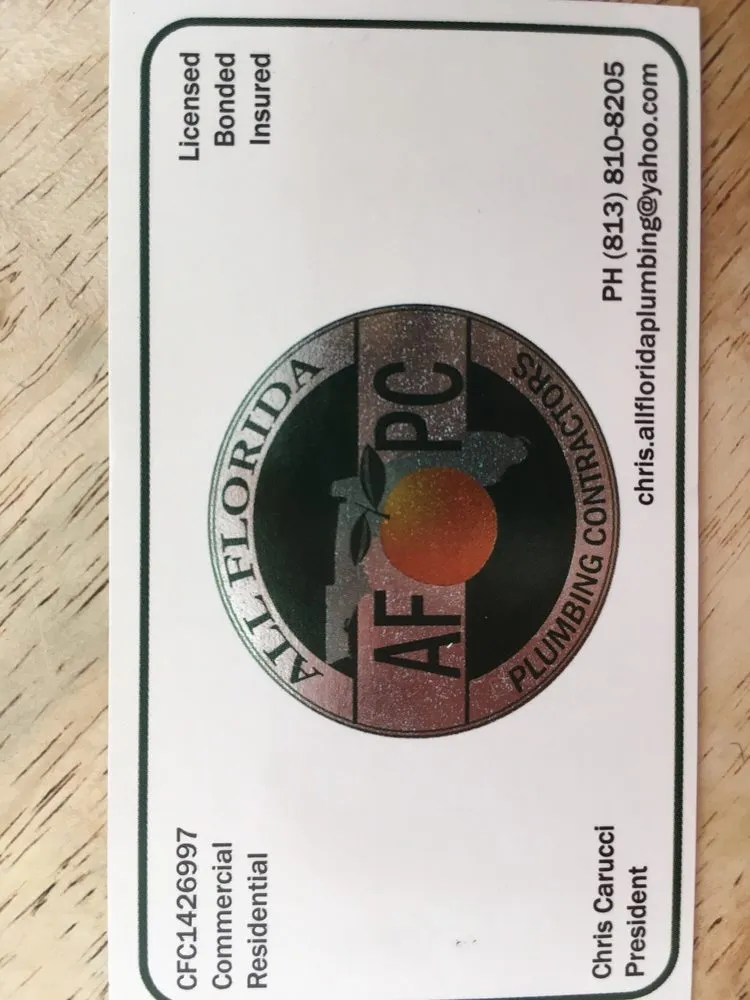 CFC1426997
Commercial
Residential
Licensed
Bonded
Insured
ALL FLORIDA
AF PC
PLUMBING CONTRACTORS
Chris Carucci
President
PH (813) 810-8205
chris.allfloridaplumbing@yahoo.com